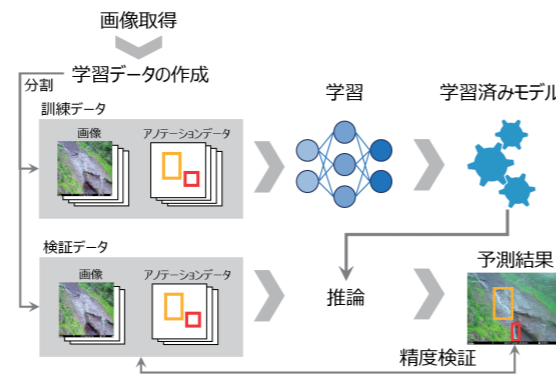 画像取得
学習データの作成
分割
訓練データ
画像
アノテーションデータ
学習
学習済みモデル
検証データ
画像
アノテーションデータ
推論
予測結果
精度検証